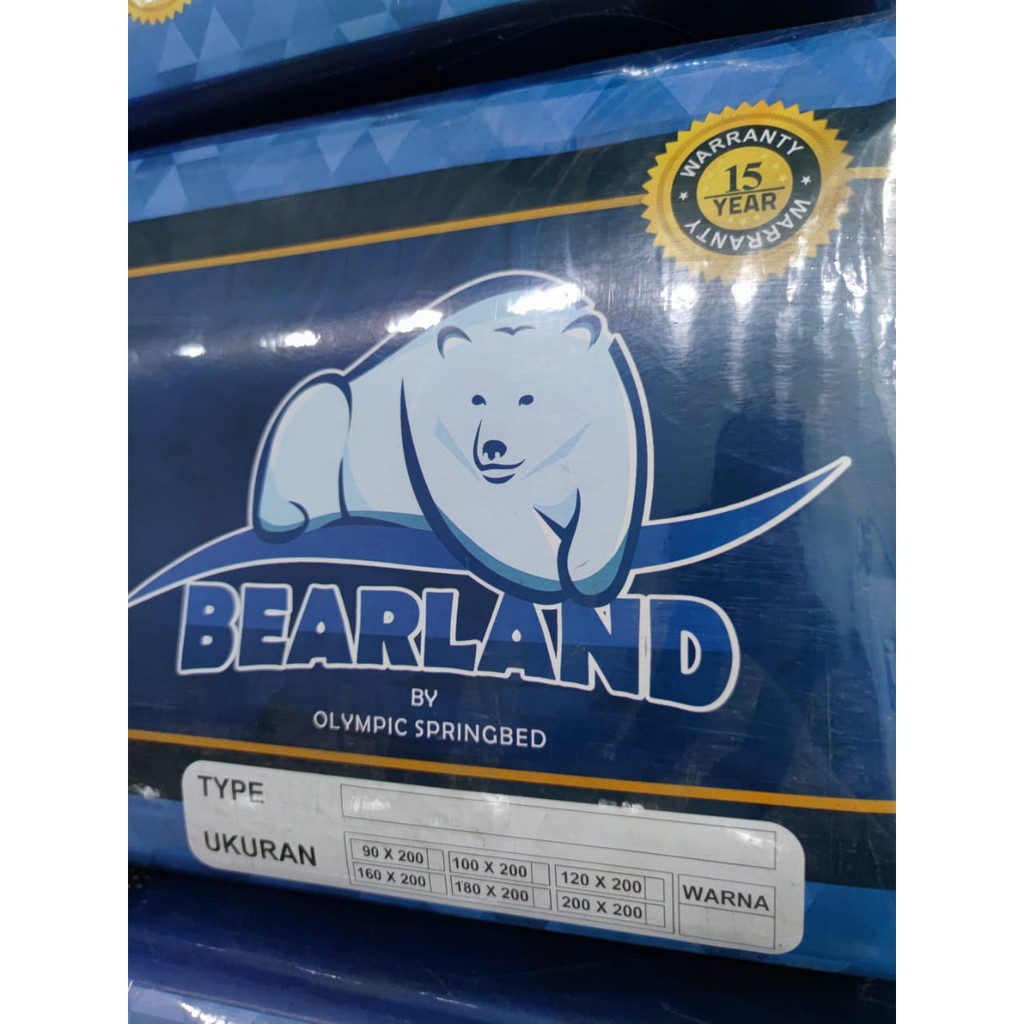 WARRANTY
15
YEAR
WARRANTY
BEARLAND
BY
OLYMPIC SPRINGBED
TYPE
UKURAN
90 X 200 100 X 200 120 X 200
160 X 200 180 X 200 200 X 200
WARNA